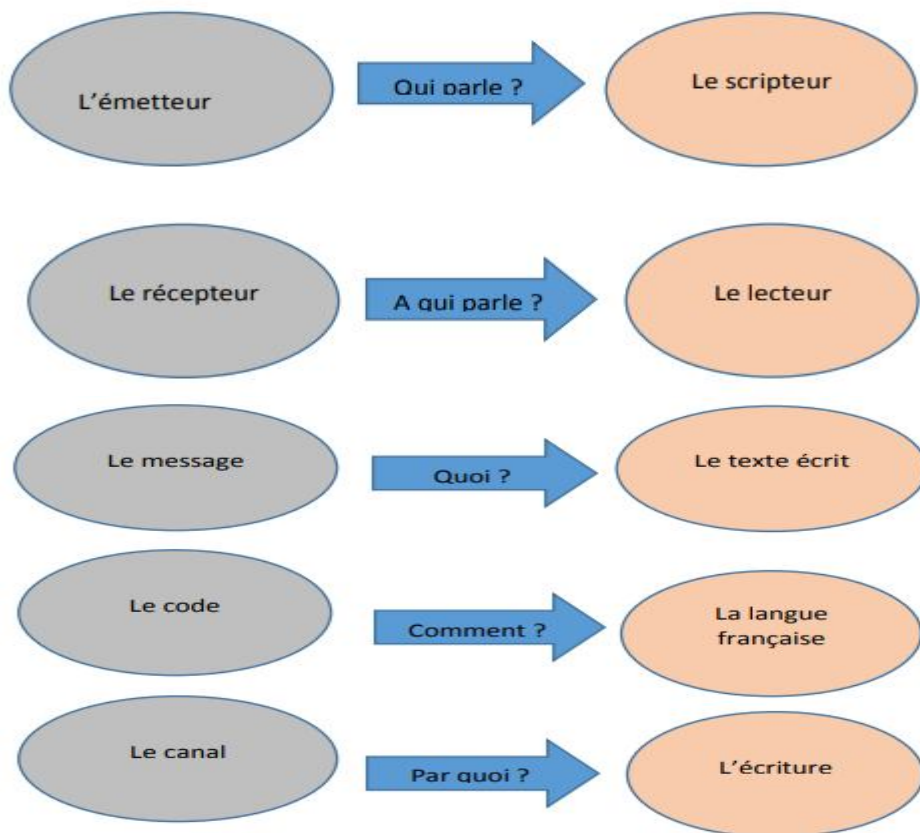 L'émetteur
Qui parle ?
Le scripteur
Le récepteur
A qui parle ?
Le lecteur
Le message
Quoi ?
Le texte écrit
Le code
Comment ?
La langue
française
Le canal
Par quoi ?
L'écriture